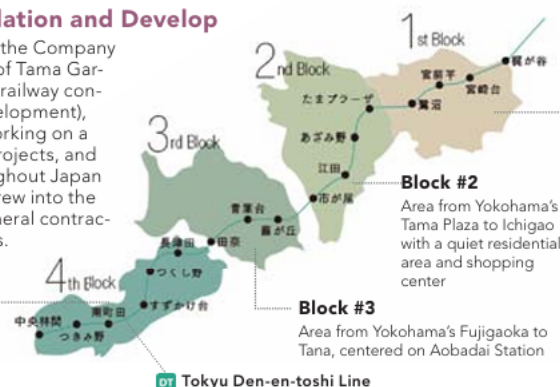 lation and Develop
the Company
of Tama Gar-
railway con-
elopment),
orking on a
rojects, and
ghout Japan
rew into the
neral contrac-
s.
1st Block
梶が谷
宮崎台
宮前平
鷺沼
2nd Block
たまプラーザ
あざみ野
江田
市が尾
Block #2
Area from Yokohama's
Tama Plaza to Ichigao
with a quiet residential
area and shopping
center
3rd Block
藤が丘
青葉台
田奈
長津田
Block #3
Area from Yokohama's Fujigaoka to
Tana, centered on Aobadai Station
4th Block
つくし野
すずかけ台
南町田
つきみ野
中央林間
DT Tokyu Den-en-toshi Line